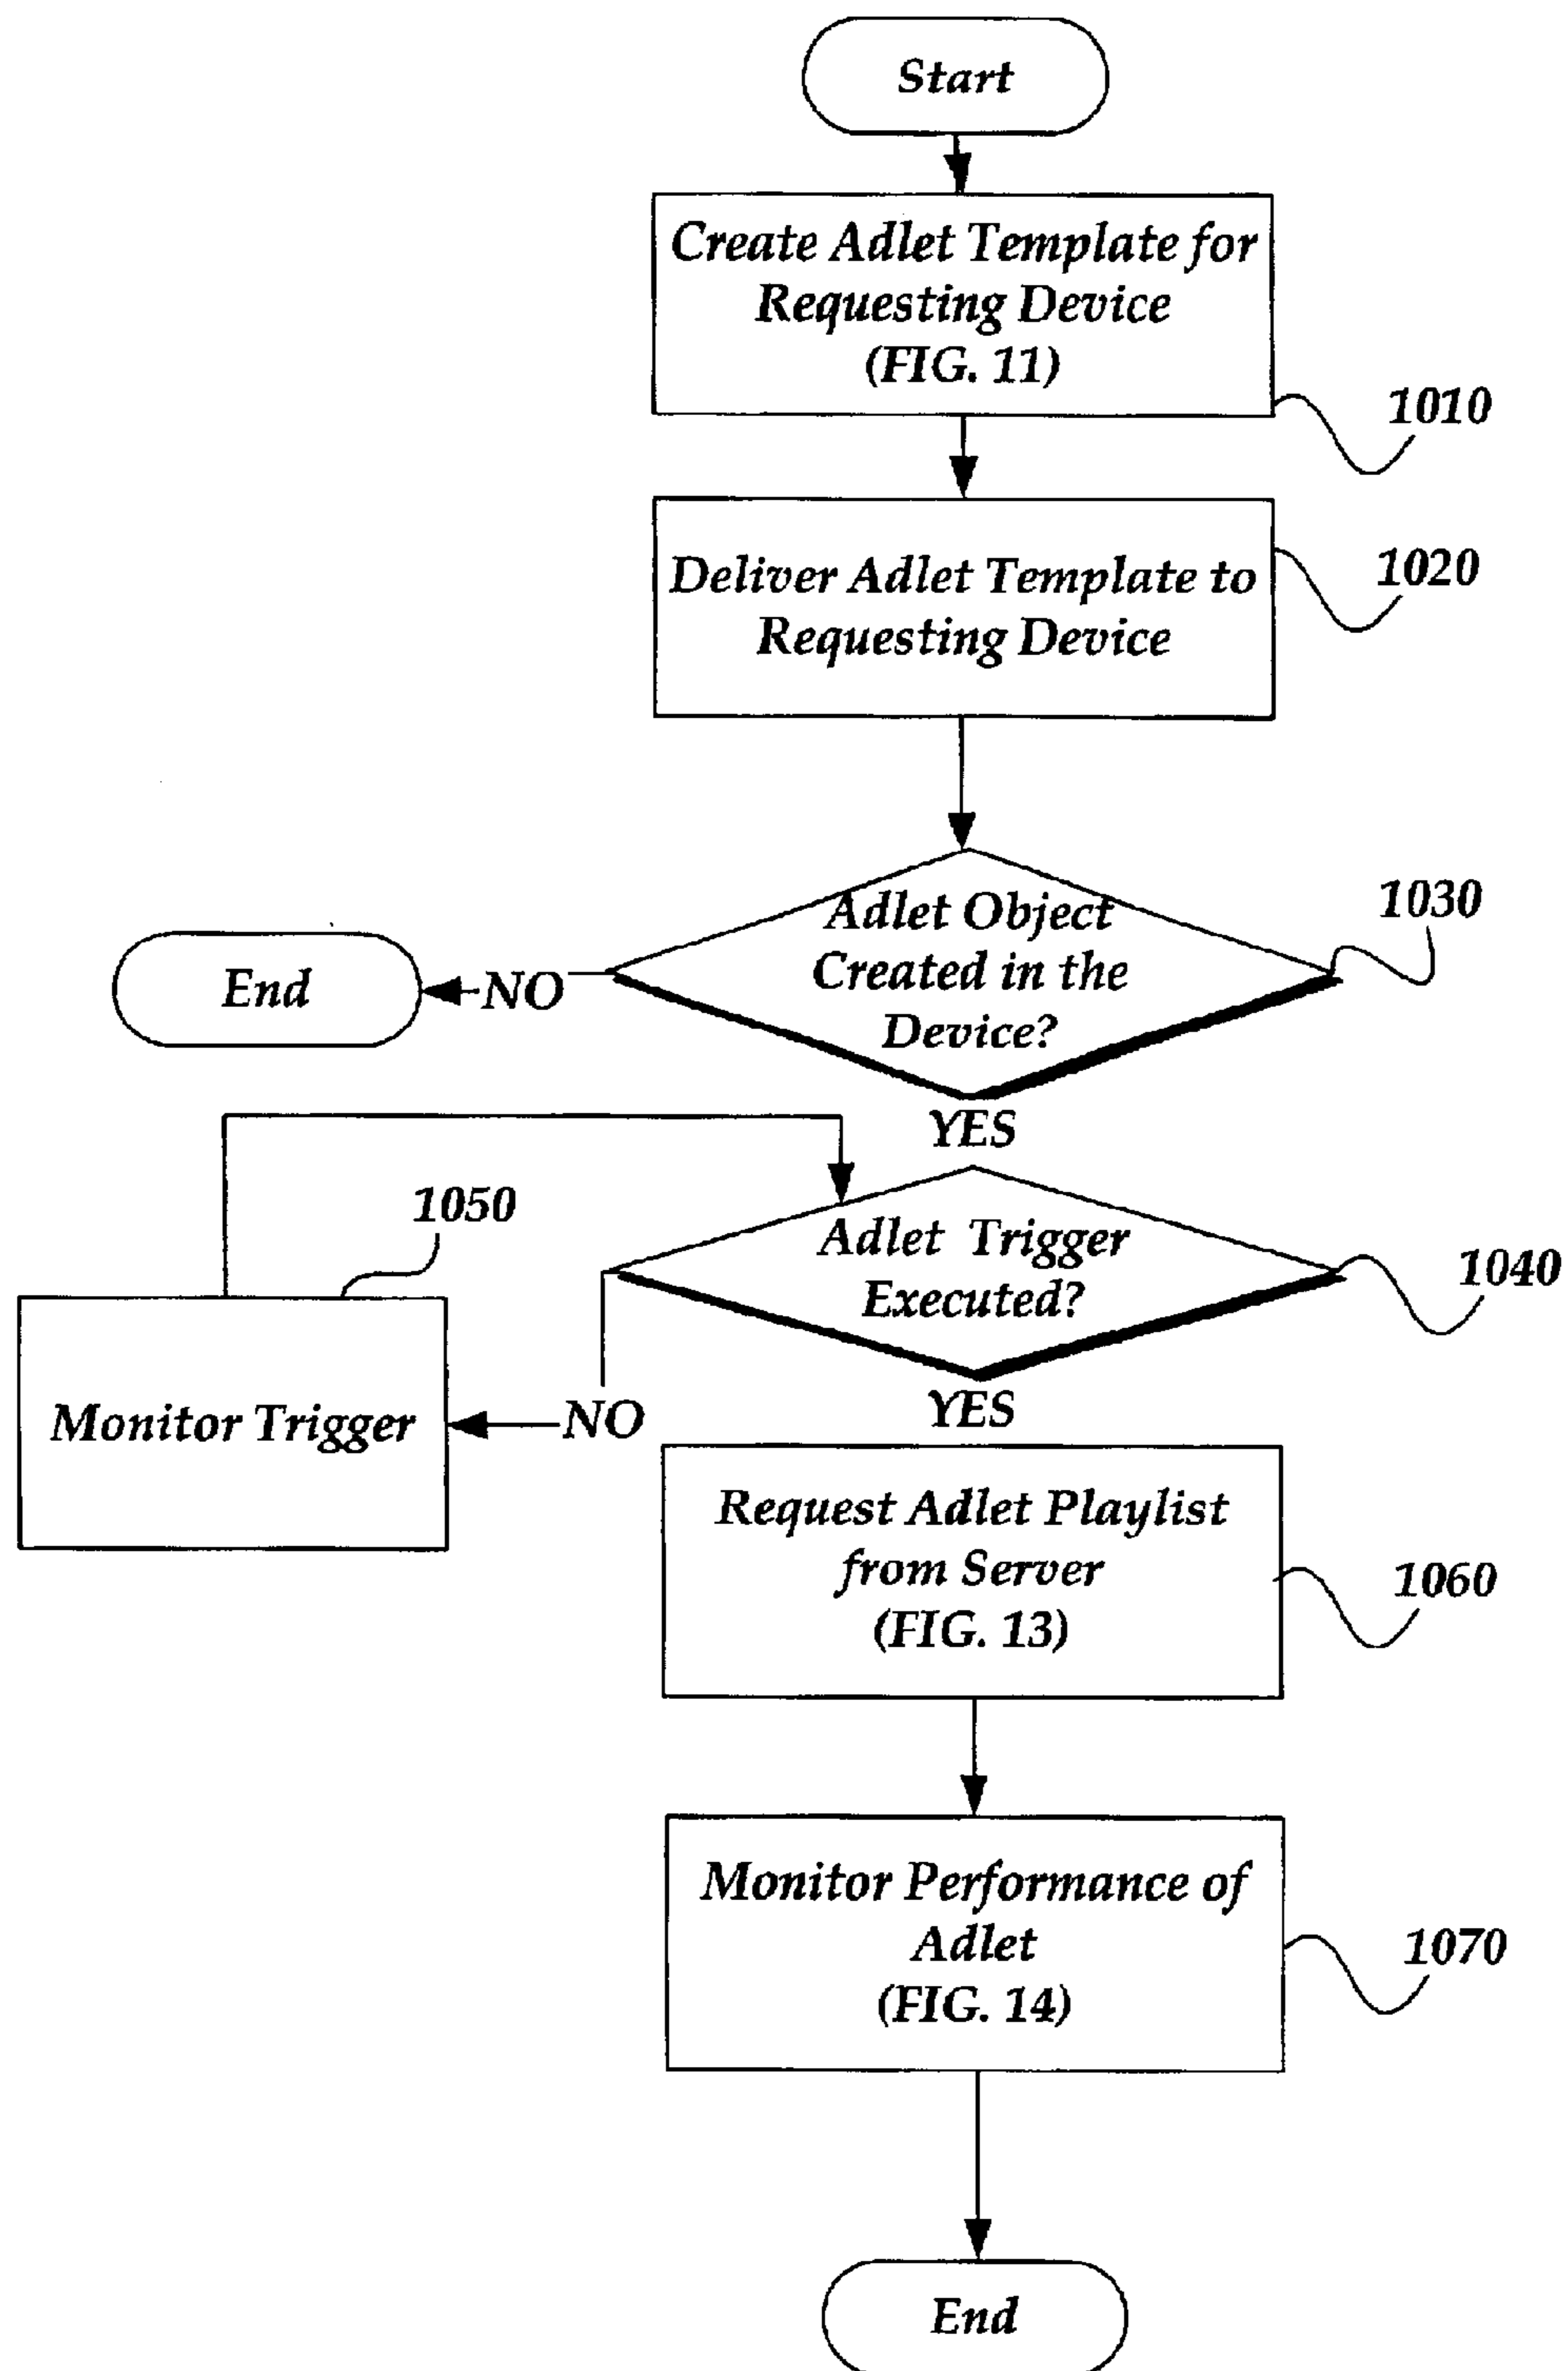 Start
Create Adlet Template for
Requesting Device
(FIG. 11)
1010
Deliver Adlet Template to
Requesting Device
1020
Adlet Object
Created in the
Device?
1030
NO
End
YES
Adlet Trigger
Executed?
1040
1050
Monitor Trigger
NO
YES
Request Adlet Playlist
from Server
(FIG. 13)
1060
Monitor Performance of
Adlet
(FIG. 14)
1070
End